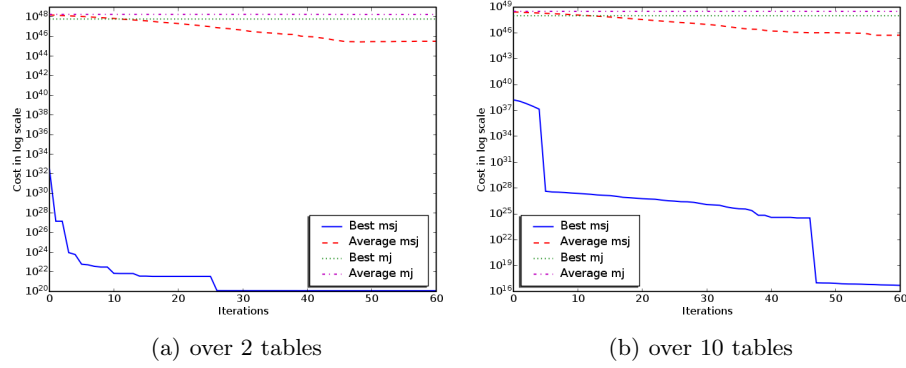 Cost in log scale
10^48
10^46
10^44
10^42
10^40
10^38
10^36
10^34
10^32
10^30
10^28
10^26
10^24
10^22
10^20
0 10 20 30 40 50 60
Iterations
Best msj
Average msj
Best mj
Average mj
(a) over 2 tables
Cost in log scale
10^49
10^46
10^43
10^40
10^37
10^34
10^31
10^28
10^25
10^22
10^19
10^16
0 10 20 30 40 50 60
Iterations
Best msj
Average msj
Best mj
Average mj
(b) over 10 tables